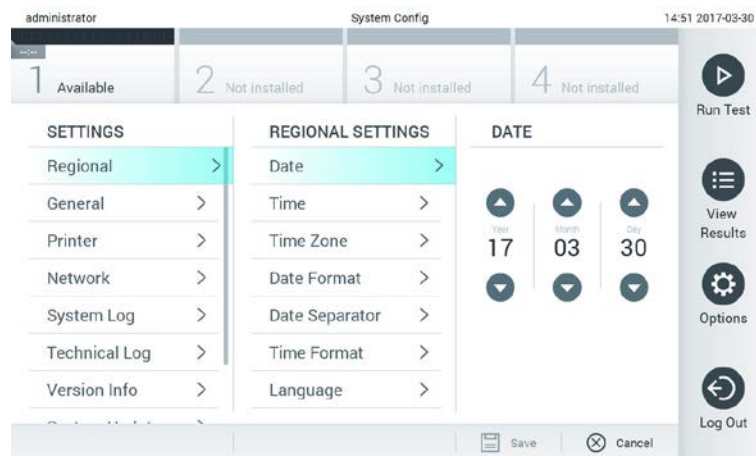 administrator
System Config
14:51 2017-03-30
--:--
1 Available
2 Not installed
3 Not installed
4 Not installed
SETTINGS
Regional
General
Printer
Network
System Log
Technical Log
Version Info
REGIONAL SETTINGS
Date
Time
Time Zone
Date Format
Date Separator
Time Format
Language
DATE
Year Month Day
17 03 30
Save
Cancel
Run Test
View
Results
Options
Log Out